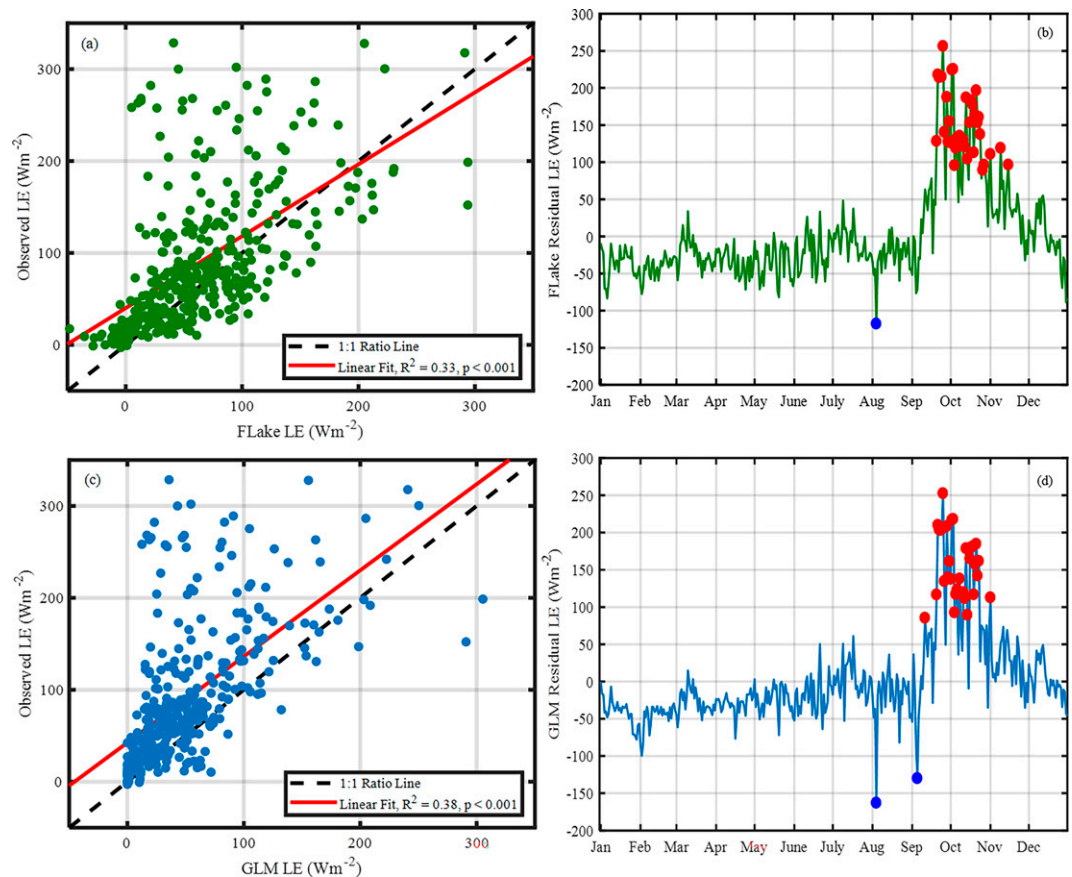 (a)
Observed LE (Wm-2)
300
200
100
0
1:1 Ratio Line
Linear Fit, R2 = 0.33, p < 0.001
0 100 200 300
FLake LE (Wm-2)
(b)
FLake Residual LE (Wm-2)
300
250
200
150
100
50
0
-50
-100
-150
-200
Jan Feb Mar Apr May June July Aug Sep Oct Nov Dec
(c)
Observed LE (Wm-2)
300
200
100
0
1:1 Ratio Line
Linear Fit, R2 = 0.38, p < 0.001
0 100 200 300
GLM LE (Wm-2)
(d)
GLM Residual LE (Wm-2)
300
250
200
150
100
50
0
-50
-100
-150
-200
Jan Feb Mar Apr May June July Aug Sep Oct Nov Dec